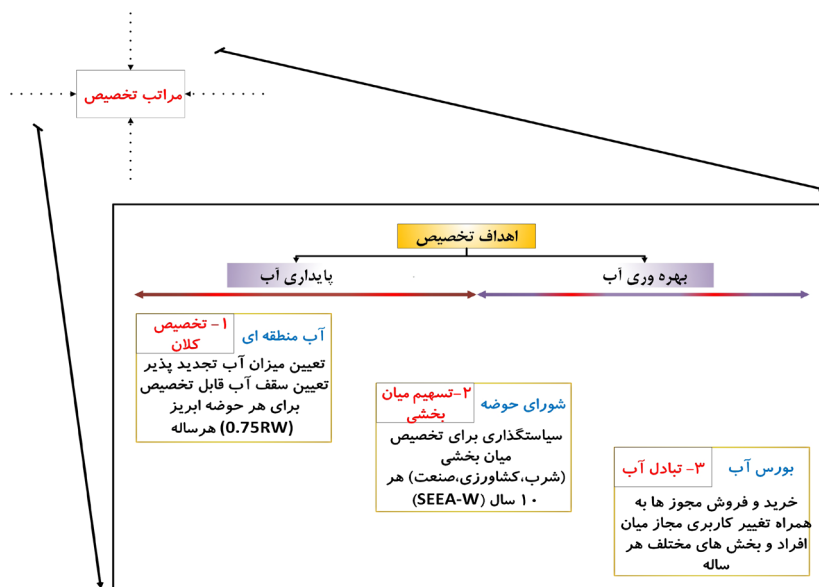 مراتب تخصیص
اهداف تخصیص
بهره وری آب
پایداری آب
آب منطقه ای
۱- تخصیص
کلان
تعیین میزان آب تجدید پذیر
تعیین سقف آب قابل تخصیص
برای هر حوضه ابریز
(0.75RW) هرساله
شورای حوضه
۲-تسهیم میان
بخشی
سیاستگذاری برای تخصیص
میان بخشی
(شرب،کشاورزی،صنعت) هر
۱۰ سال (SEEA-W)
بورس آب
۳- تبادل آب
خرید و فروش مجوز ها به
همراه تغییر کاربری مجاز میان
افراد و بخش های مختلف هر
ساله